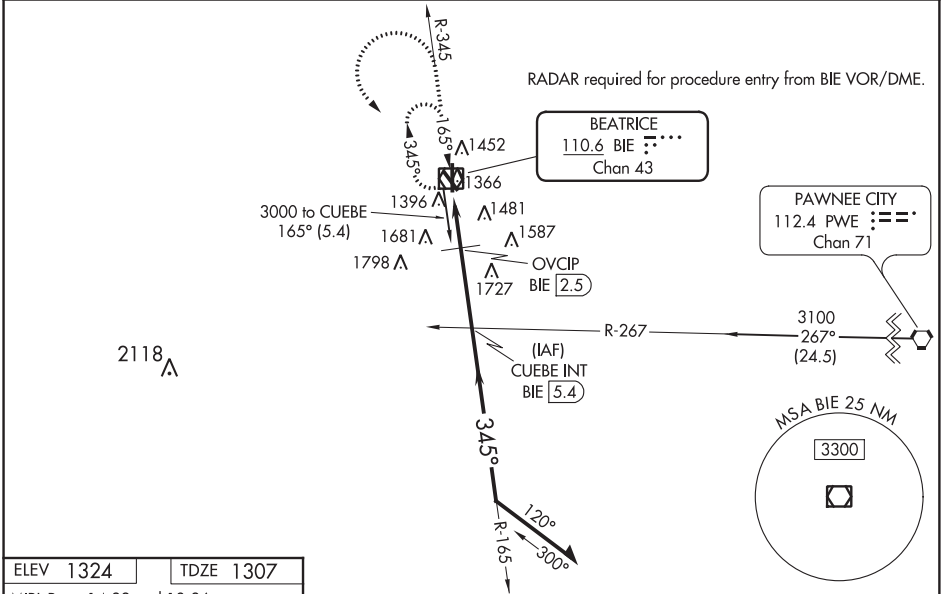 R-345
RADAR required for procedure entry from BIE VOR/DME.
BEATRICE
110.6 BIE
Chan 43
165°
345°
1452
1366
1396
1481
3000 to CUEBE
165° (5.4)
1681
1587
1798
1727
OVCIP
BIE 2.5
PAWNEE CITY
112.4 PWE
Chan 71
2118
R-267
3100
267°
(24.5)
(IAF)
CUEBE INT
BIE 5.4
345°
MSA BIE 25 NM
3300
120°
300°
R-165
ELEV 1324
TDZE 1307